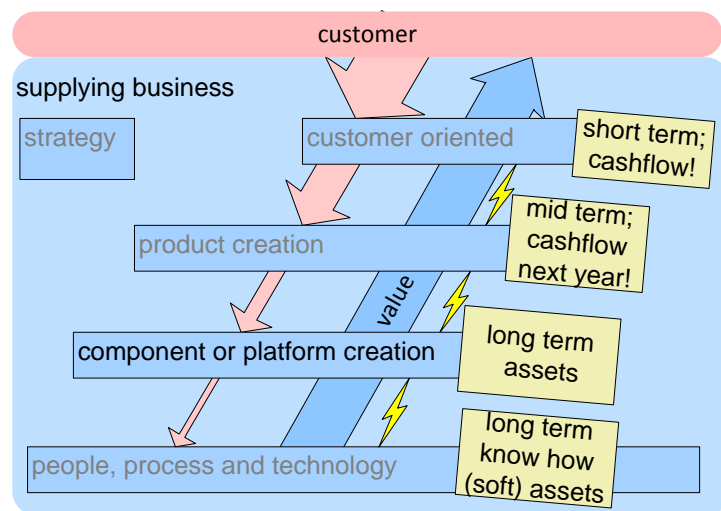 customer
supplying business
strategy
customer oriented
short term;
cashflow!
product creation
mid term;
cashflow
next year!
value
component or platform creation
long term
assets
people, process and technology
long term
know how
(soft) assets